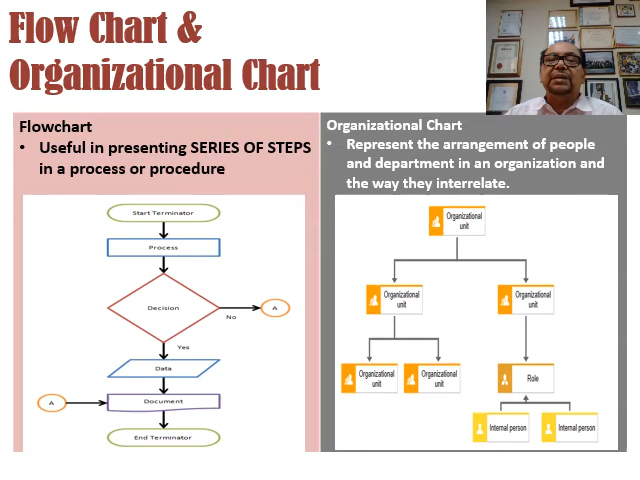 Flow Chart &
Organizational Chart
Flowchart
• Useful in presenting SERIES OF STEPS
in a process or procedure
Start Terminator
Process
Decision
No
A
Yes
Data
A
Document
End Terminator
Organizational Chart
• Represent the arrangement of people
and department in an organization and
the way they interrelate.
Organizational
unit
Organizational
unit
Organizational
unit
Organizational
unit
Organizational
unit
Role
Internal person
Internal person